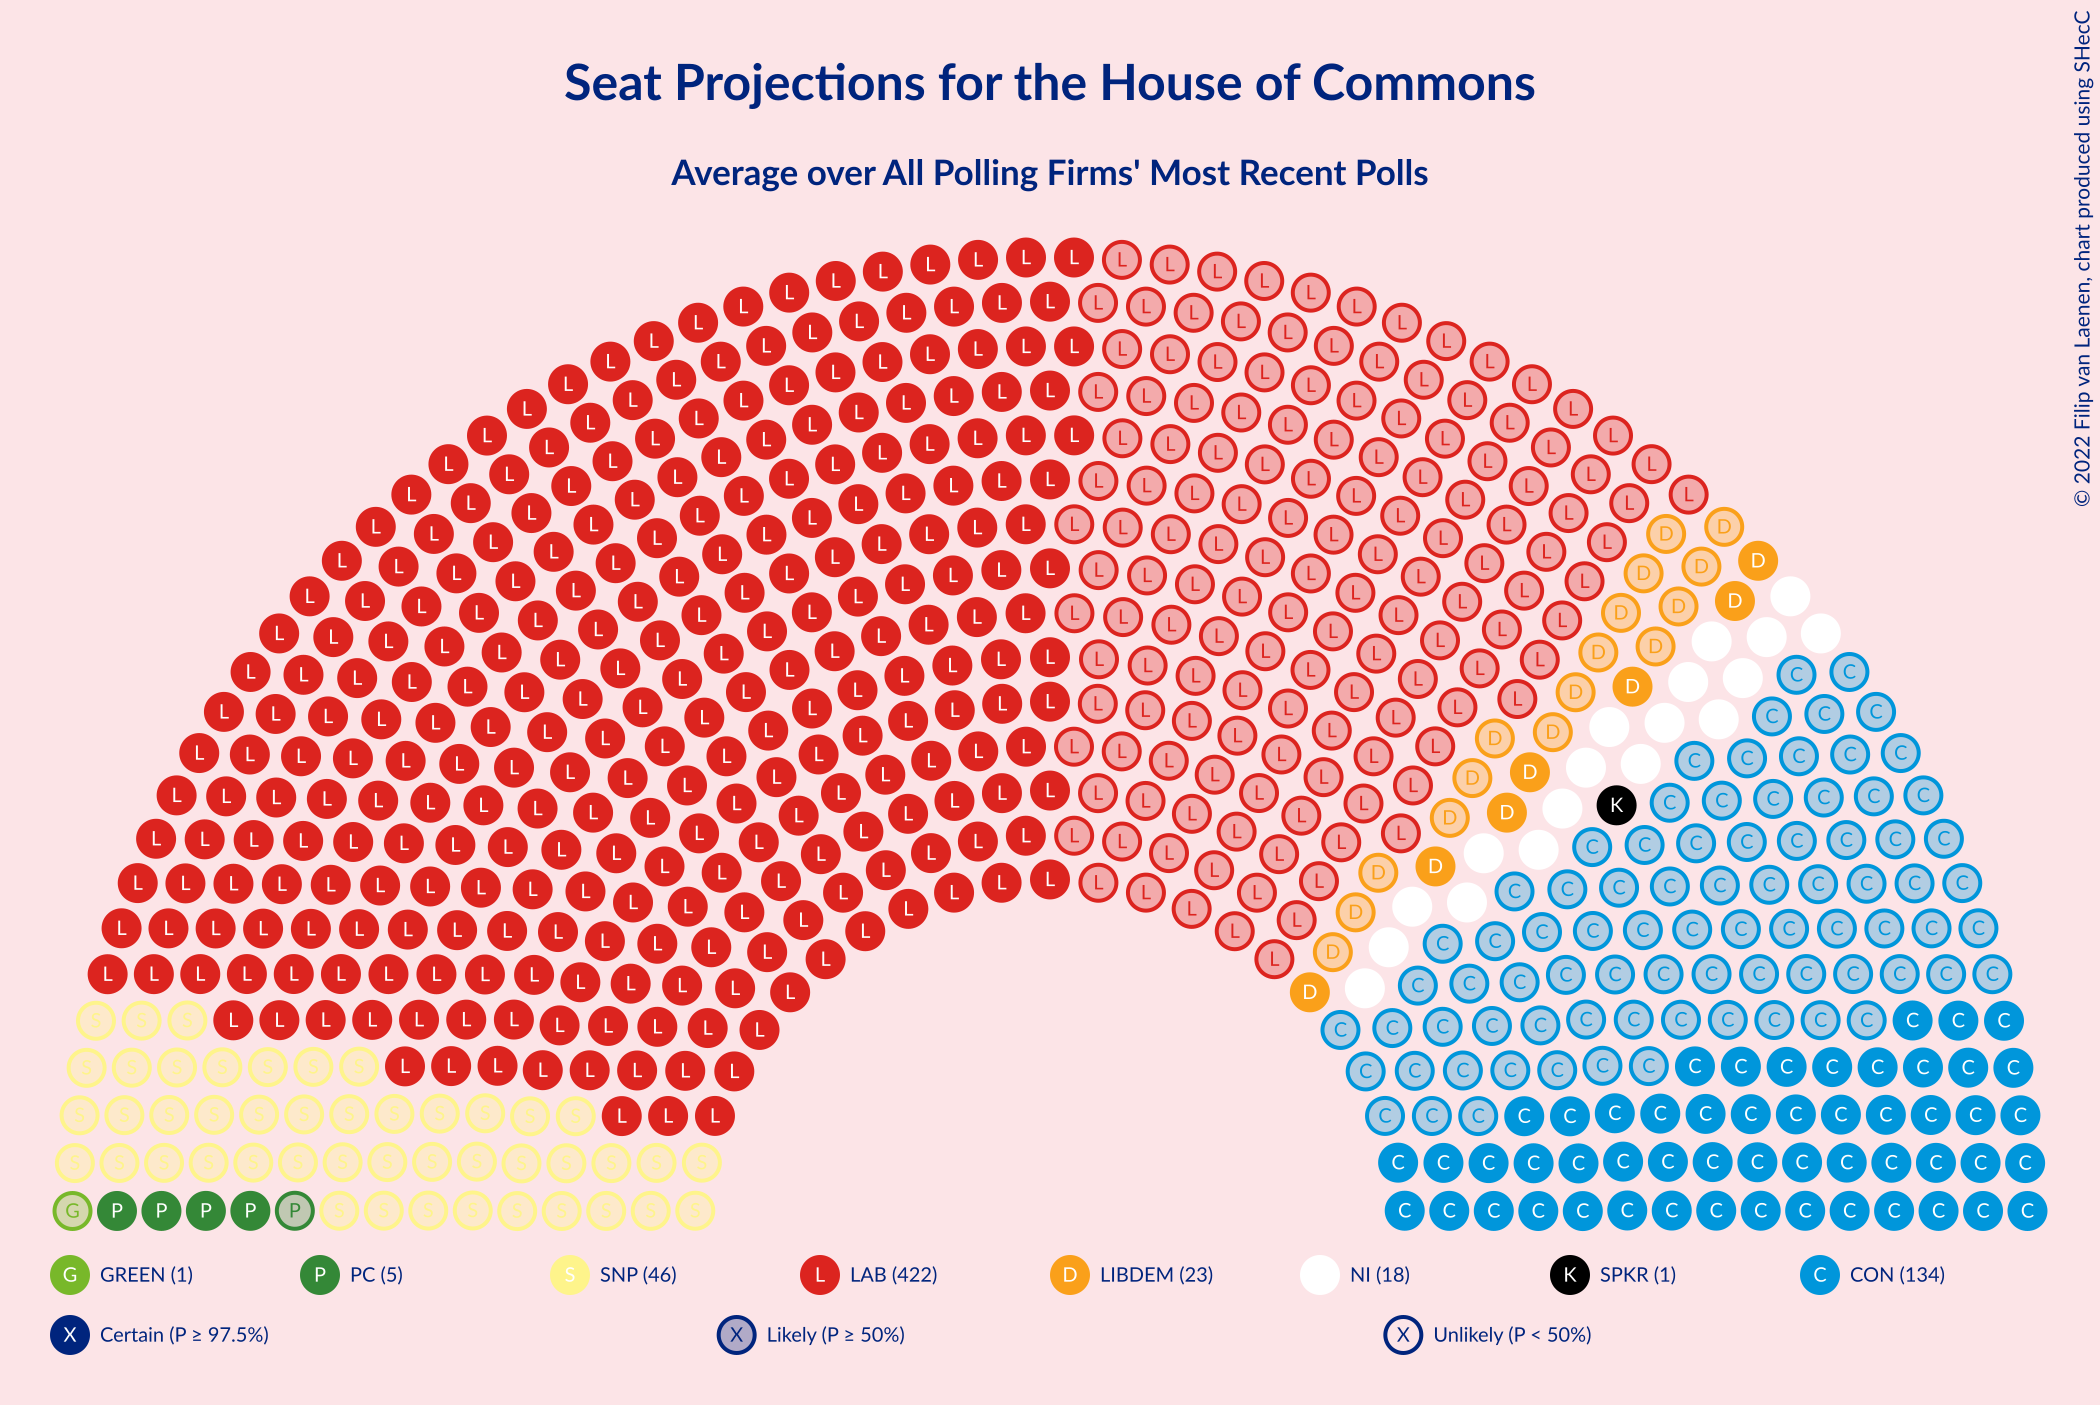 Seat Projections for the House of Commons
Average over All Polling Firms' Most Recent Polls
© 2022 Filip van Laenen, chart produced using SHecC
G GREEN (1)
P PC (5)
S SNP (46)
L LAB (422)
D LIBDEM (23)
NI (18)
K SPKR (1)
C CON (134)
X Certain (P ≥ 97.5%)
X Likely (P ≥ 50%)
X Unlikely (P < 50%)